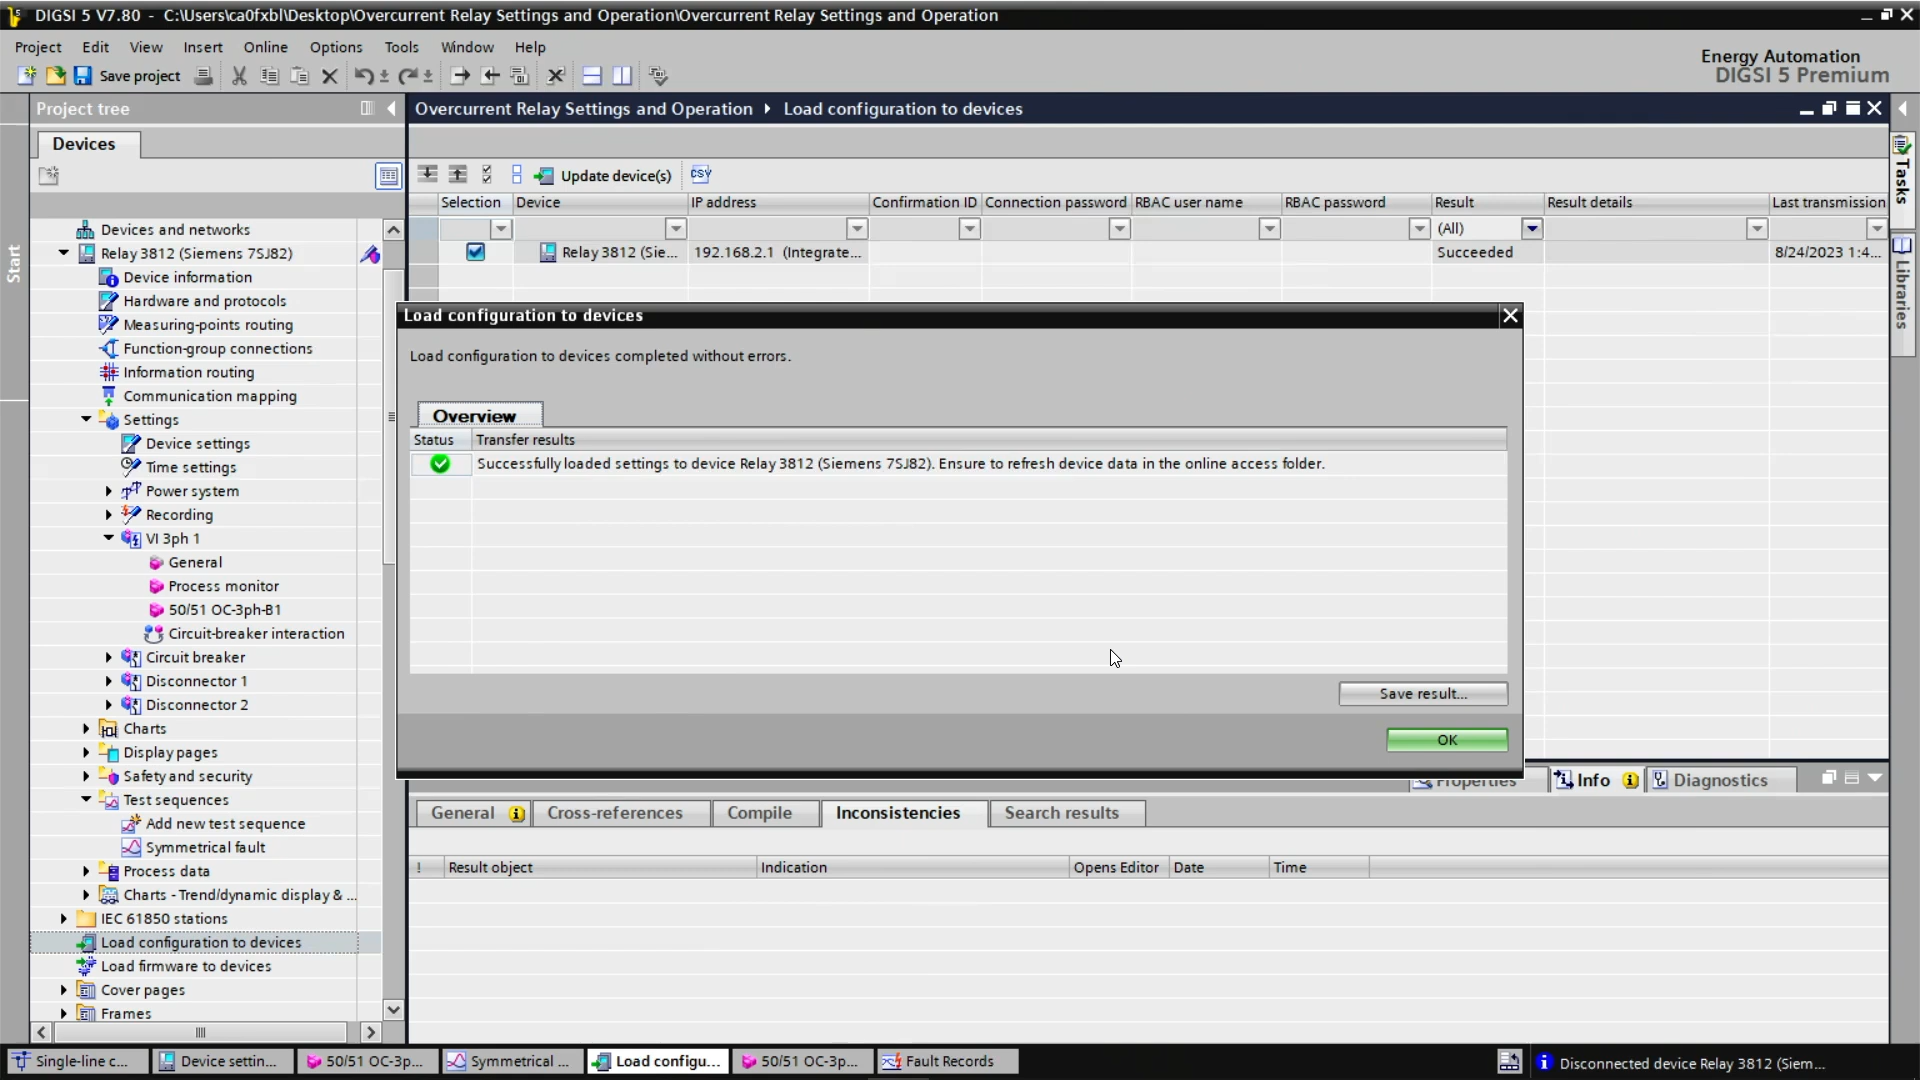 DIGSI 5 V7.80 - C:\Users\ca0fxbl\Desktop\Overcurrent Relay Settings and Operation\Overcurrent Relay Settings and Operation
Project Edit View Insert Online Options Tools Window Help
Save project
Energy Automation
DIGSI 5 Premium
Project tree
Overcurrent Relay Settings and Operation Load configuration to devices
Devices
Start
Devices and networks
Relay 3812 (Siemens 7SJ82)
Device information
Hardware and protocols
Measuring-points routing
Function-group connections
Information routing
Communication mapping
Settings
Device settings
Time settings
Power system
Recording
VI 3ph 1
General
Process monitor
50/51 OC-3ph-B1
Circuit-breaker interaction
Circuit breaker
Disconnector 1
Disconnector 2
Charts
Display pages
Safety and security
Test sequences
Add new test sequence
Symmetrical fault
Process data
Charts - Trend/dynamic display & ...
IEC 61850 stations
Load configuration to devices
Load firmware to devices
Cover pages
Frames
Update device(s) CSV
Selection Device IP address Confirmation ID Connection password RBAC user name RBAC password Result Result details Last transmission
(All)
Relay 3812 (Sie... 192.168.2.1 (Integrate... Succeeded 8/24/2023 1:4...
Tasks
Libraries
Load configuration to devices
Load configuration to devices completed without errors.
Overview
Status Transfer results
Successfully loaded settings to device Relay 3812 (Siemens 7SJ82). Ensure to refresh device data in the online access folder.
Save result...
OK
Properties Info Diagnostics
General Cross-references Compile Inconsistencies Search results
! Result object Indication Opens Editor Date Time
Single-line c... Device settin... 50/51 OC-3p... Symmetrical ... Load configu... 50/51 OC-3p... Fault Records Disconnected device Relay 3812 (Siem...